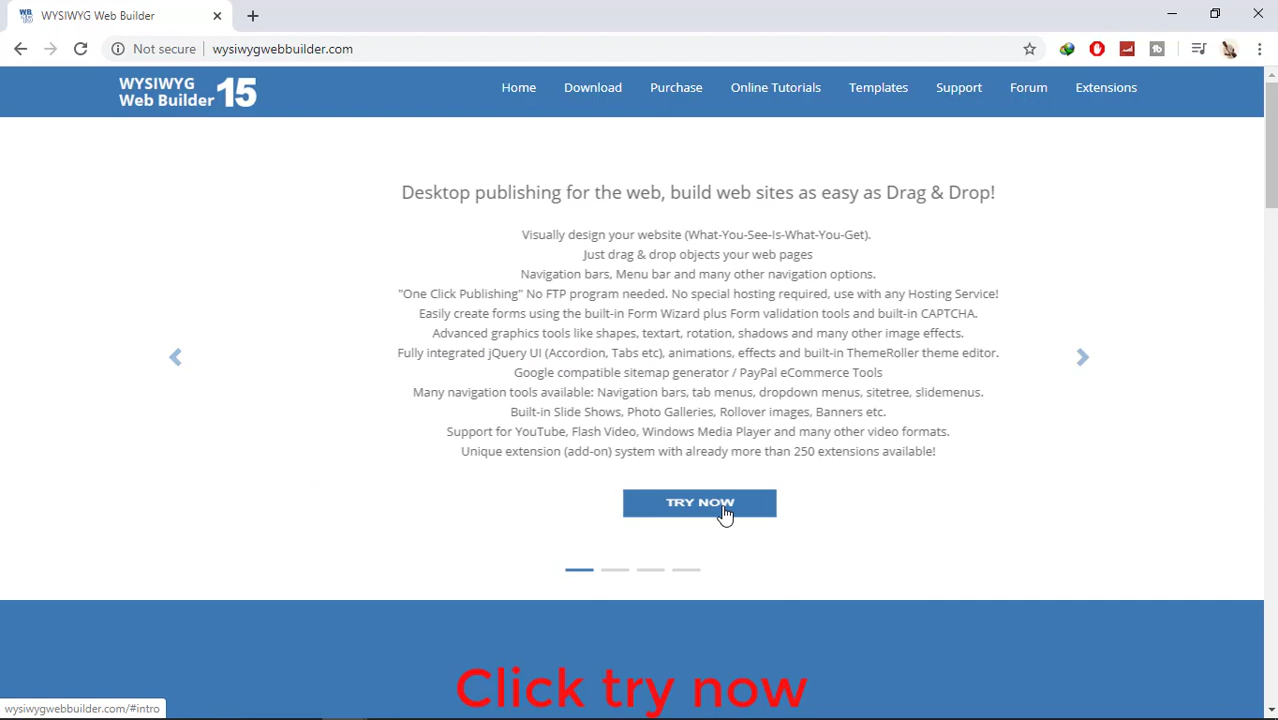 WYSIWYG Web Builder
Not secure
wysiwygwebbuilder.com
WYSIWYG
Web Builder 15
Home
Download
Purchase
Online Tutorials
Templates
Support
Forum
Extensions
Desktop publishing for the web, build web sites as easy as Drag & Drop!
Visually design your website (What-You-See-Is-What-You-Get).
Just drag & drop objects your web pages
Navigation bars, Menu bar and many other navigation options.
"One Click Publishing" No FTP program needed. No special hosting required, use with any Hosting Service!
Easily create forms using the built-in Form Wizard plus Form validation tools and built-in CAPTCHA.
Advanced graphics tools like shapes, textart, rotation, shadows and many other image effects.
Fully integrated jQuery UI (Accordion, Tabs etc), animations, effects and built-in ThemeRoller theme editor.
Google compatible sitemap generator / PayPal eCommerce Tools
Many navigation tools available: Navigation bars, tab menus, dropdown menus, sitetree, slidemenus.
Built-in Slide Shows, Photo Galleries, Rollover images, Banners etc.
Support for YouTube, Flash Video, Windows Media Player and many other video formats.
Unique extension (add-on) system with already more than 250 extensions available!
TRY NOW
Click try now
wysiwygwebbuilder.com/#intro